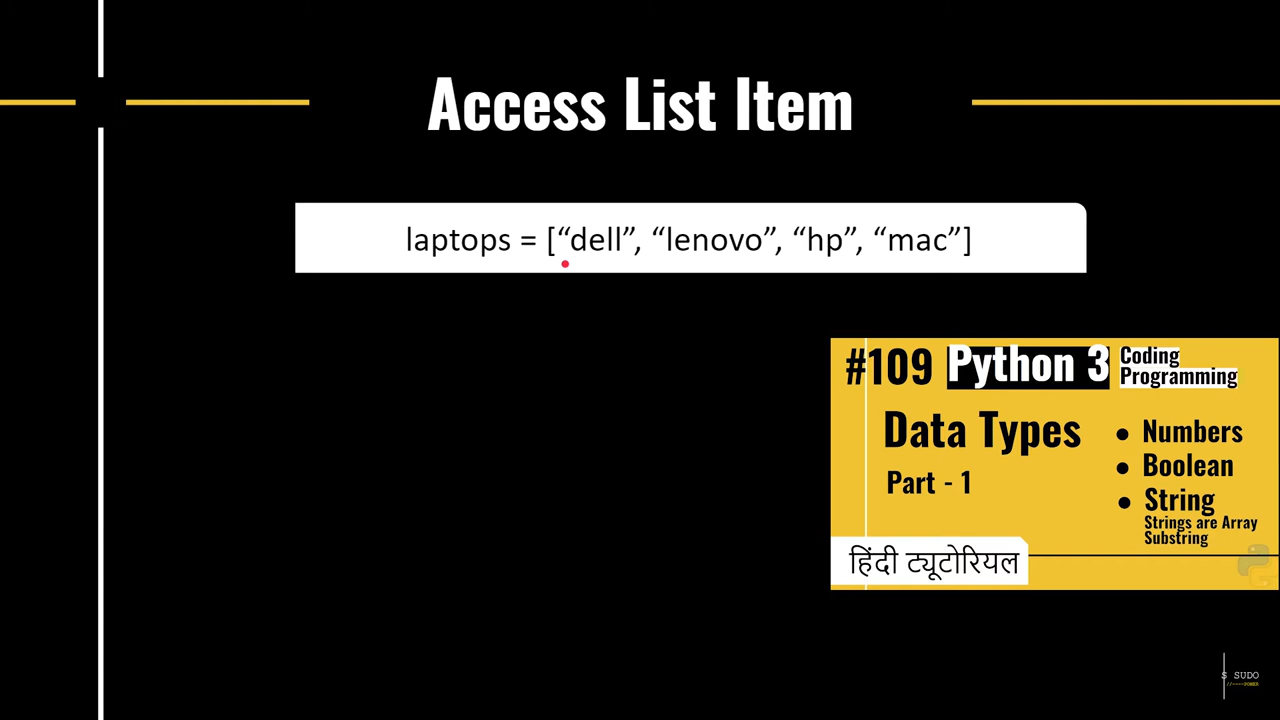 Access List Item
laptops = [“dell”, “lenovo”, “hp”, “mac”]
#109 Python 3 Coding Programming
Data Types
Part - 1
● Numbers
● Boolean
● String
Strings are Array
Substring
हिंदी ट्यूटोरियल
S SUDO